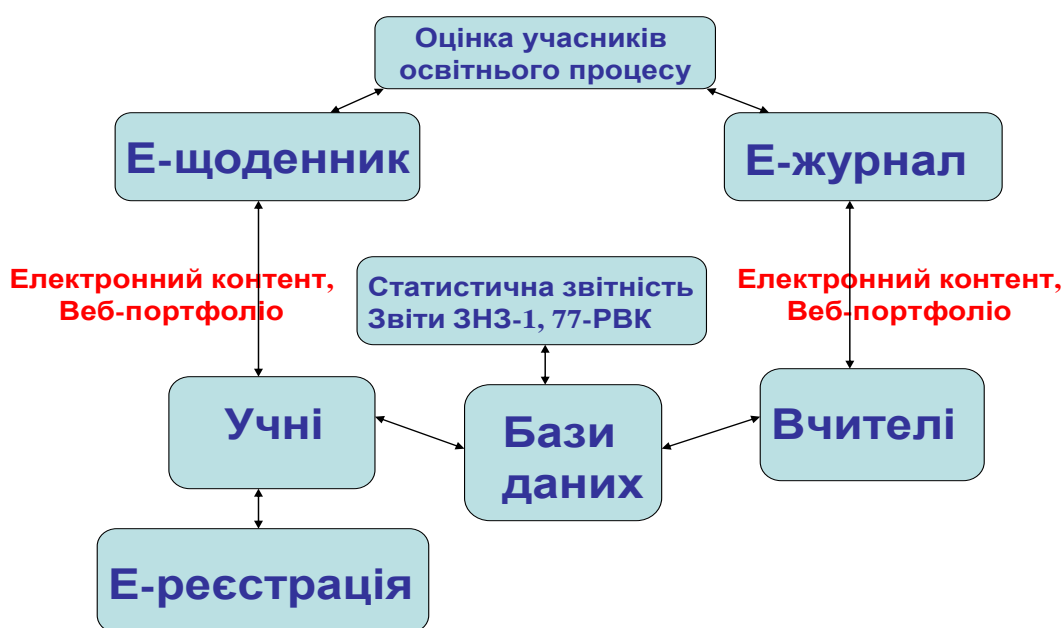 Оцінка учасників
освітнього процесу
Е-щоденник
Е-журнал
Електронний контент,
Веб-портфоліо
Статистична звітність
Звіти ЗНЗ-1, 77-РВК
Електронний контент,
Веб-портфоліо
Учні
Бази
даних
Вчителі
Е-реєстрація